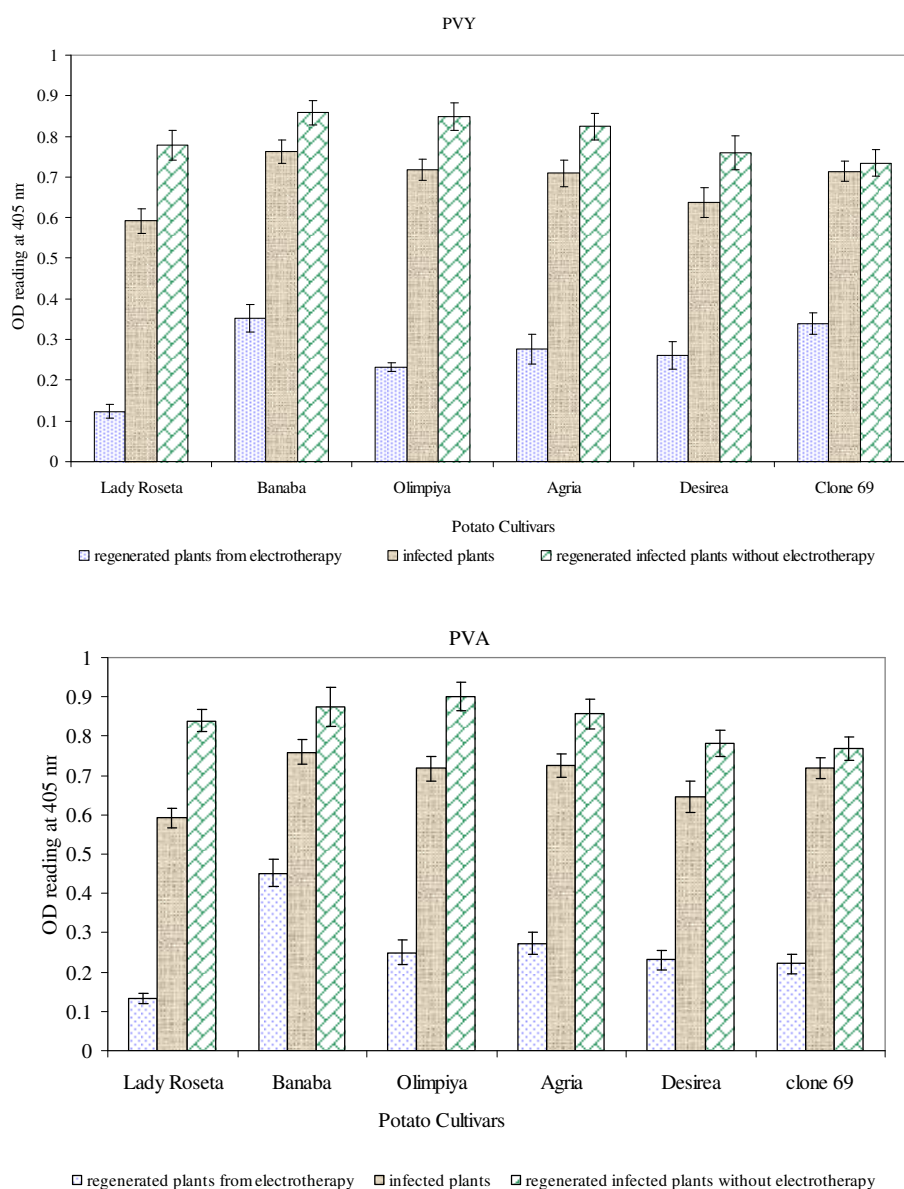 PVY
1
0.9
0.8
0.7
0.6
0.5
0.4
0.3
0.2
0.1
0
OD reading at 405 nm
Lady Roseta Banaba Olimpiya Agria Desirea Clone 69
Potato Cultivars
regenerated plants from electrotherapy infected plants regenerated infected plants without electrotherapy
PVA
1
0.9
0.8
0.7
0.6
0.5
0.4
0.3
0.2
0.1
0
OD reading at 405 nm
Lady Roseta Banaba Olimpiya Agria Desirea clone 69
Potato Cultivars
regenerated plants from electrotherapy infected plants regenerated infected plants without electrotherapy